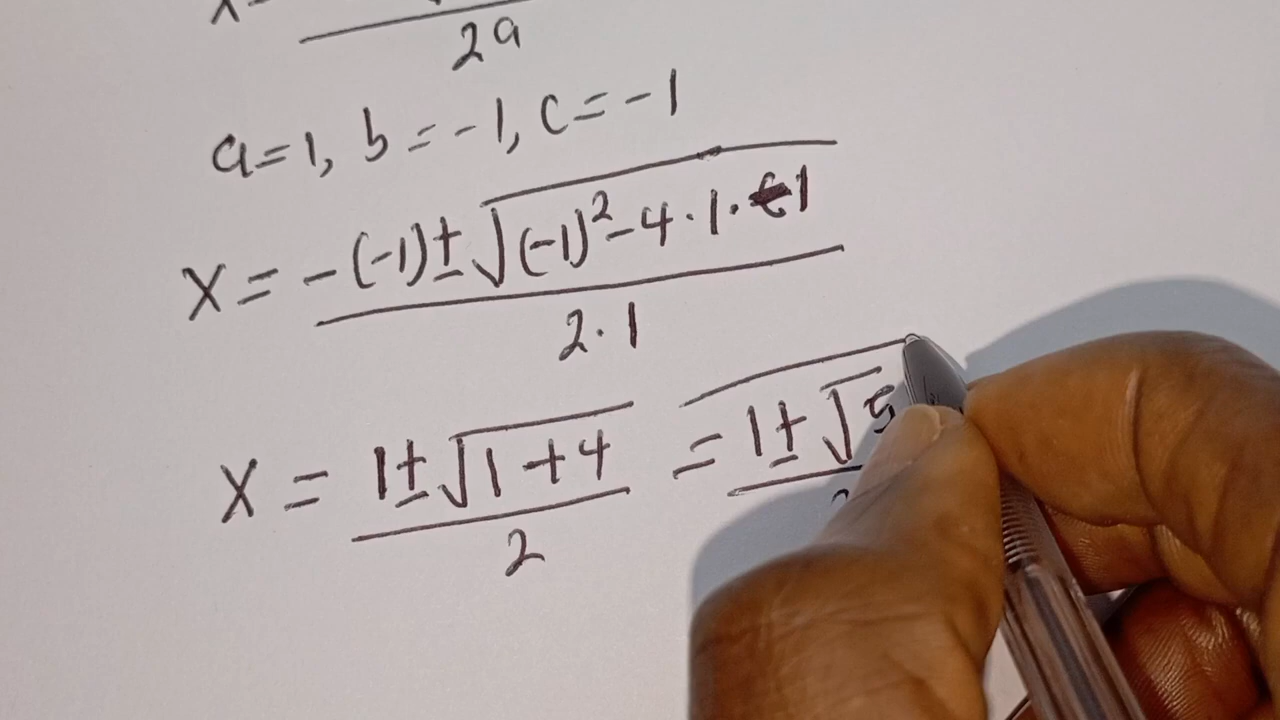 x=
2a
a=1, b=-1, c=-1
x = -(-1)±√(-1)²-4·1·-1
2·1
x = 1±√1+4 = 1±√5
2